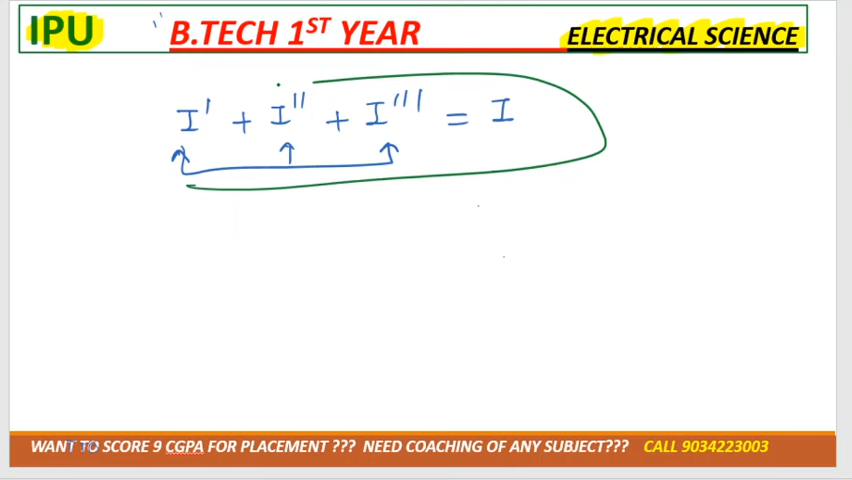 IPU B.TECH 1ST YEAR ELECTRICAL SCIENCE
I' + I'' + I''' = I
WANT TO SCORE 9 CGPA FOR PLACEMENT ??? NEED COACHING OF ANY SUBJECT??? CALL 9034223003